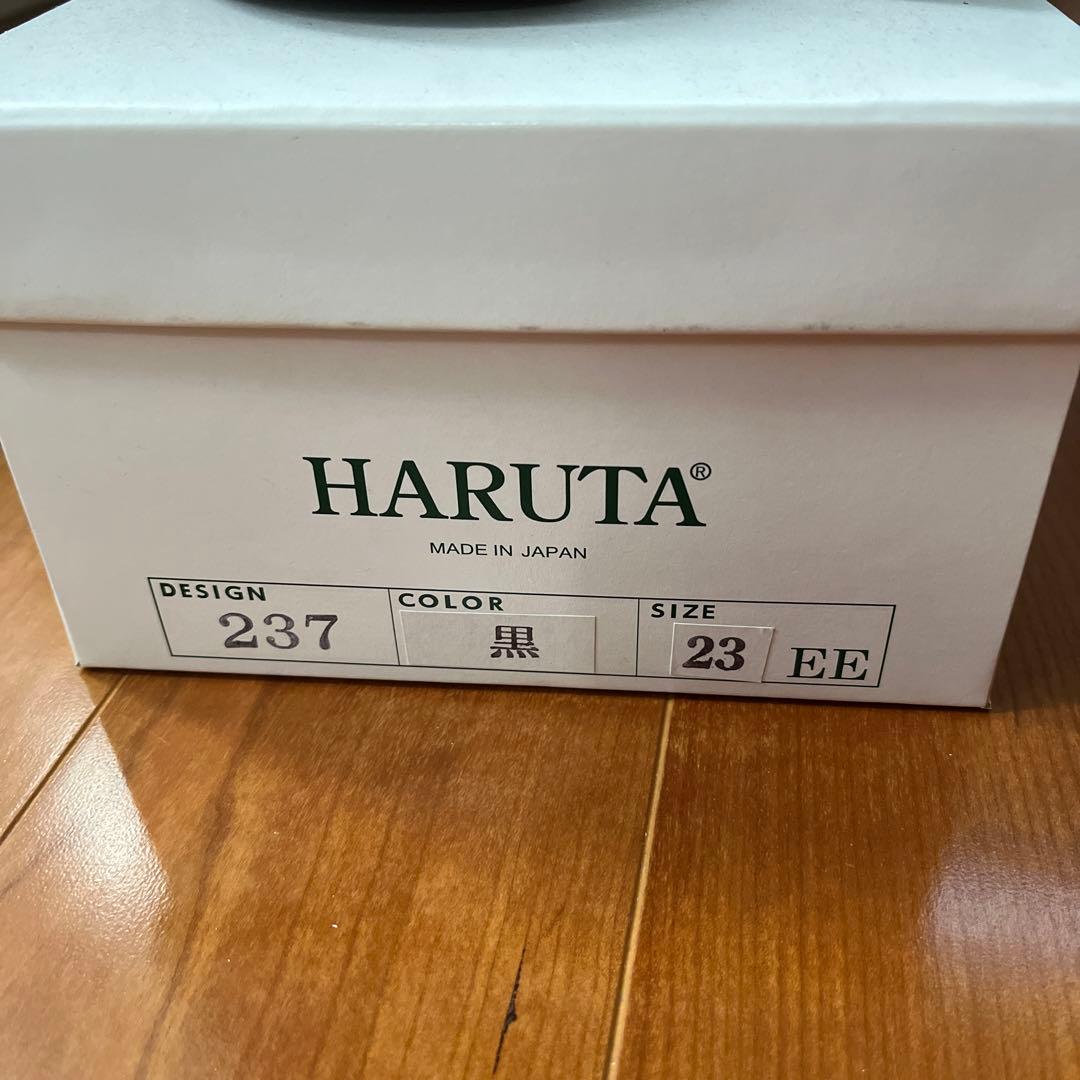 HARUTA®
MADE IN JAPAN
DESIGN COLOR SIZE
237 黒 23 EE